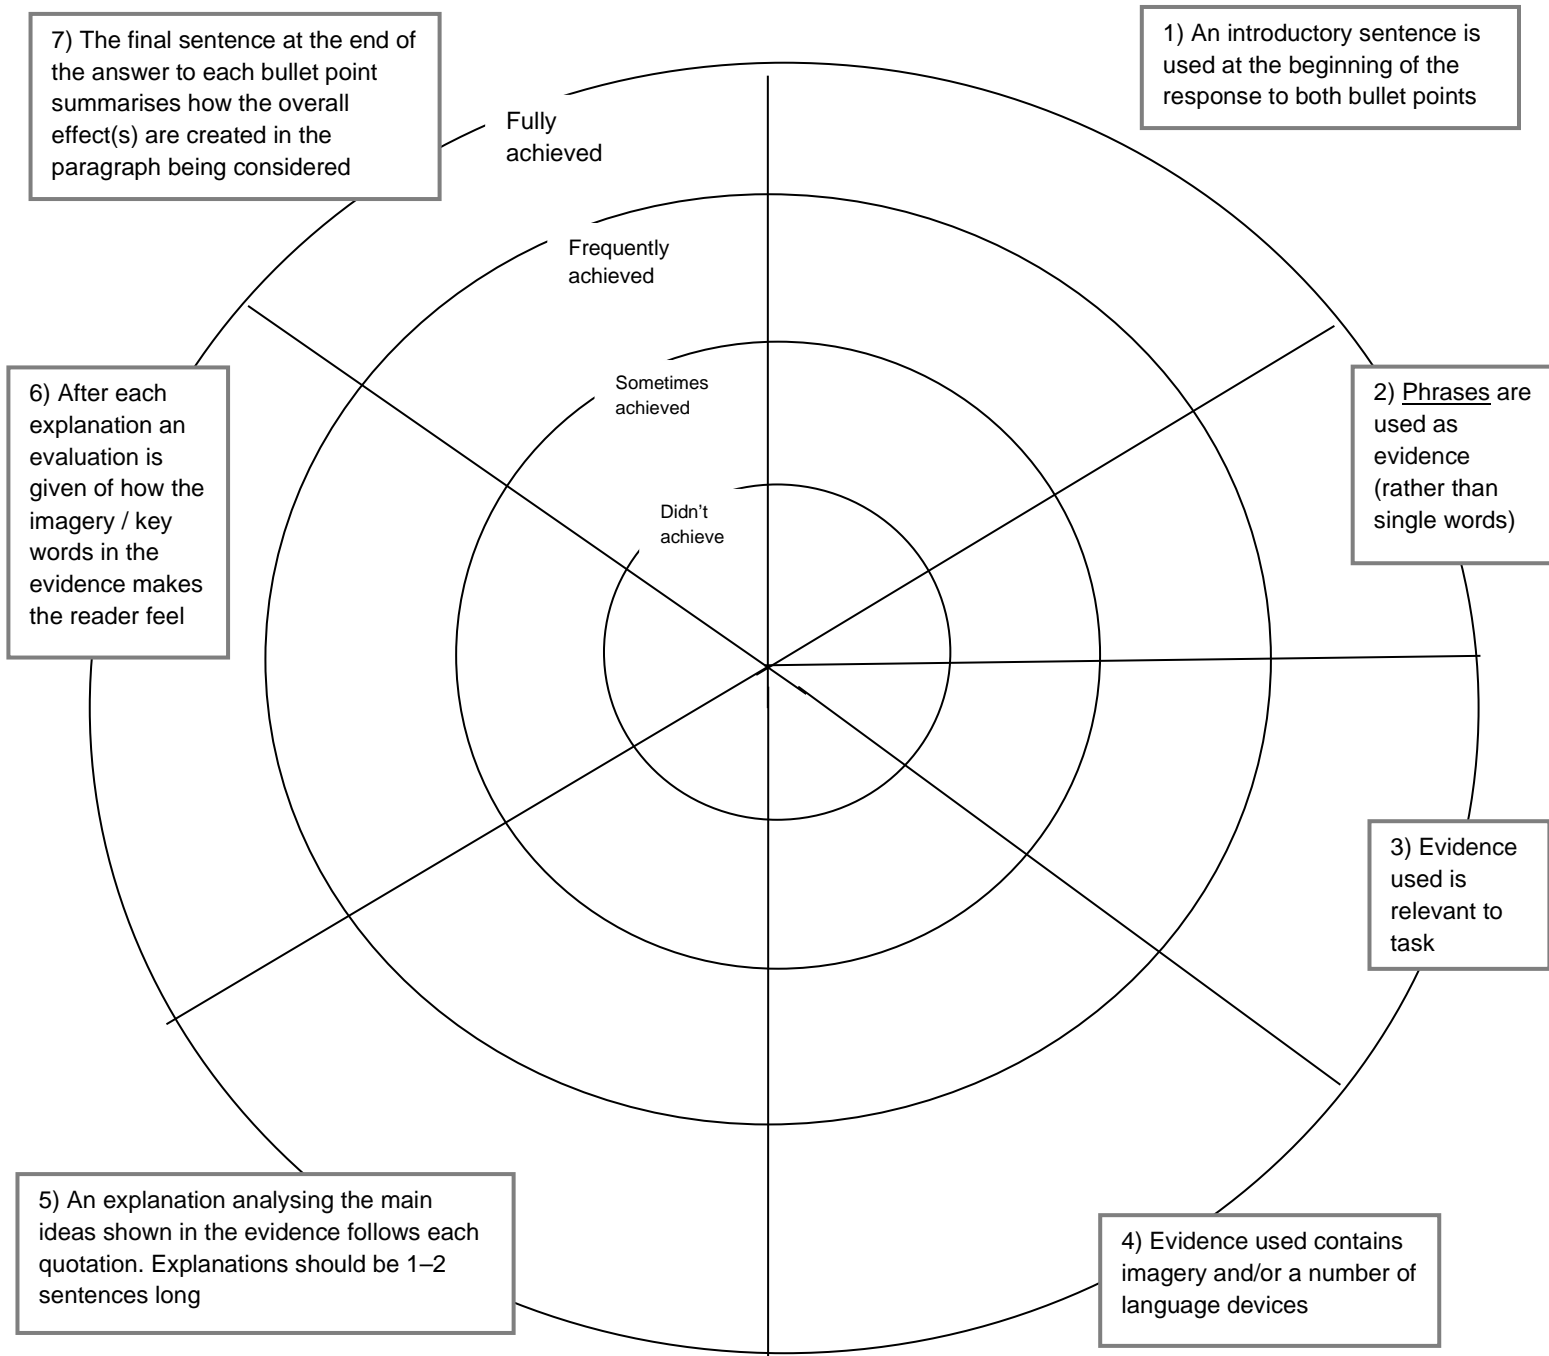 7) The final sentence at the end of
the answer to each bullet point
summarises how the overall
effect(s) are created in the
paragraph being considered
1) An introductory sentence is
used at the beginning of the
response to both bullet points
Fully
achieved
Frequently
achieved
Sometimes
achieved
Didn’t
achieve
6) After each
explanation an
evaluation is
given of how the
imagery / key
words in the
evidence makes
the reader feel
2) Phrases are
used as
evidence
(rather than
single words)
3) Evidence
used is
relevant to
task
5) An explanation analysing the main
ideas shown in the evidence follows each
quotation. Explanations should be 1–2
sentences long
4) Evidence used contains
imagery and/or a number of
language devices